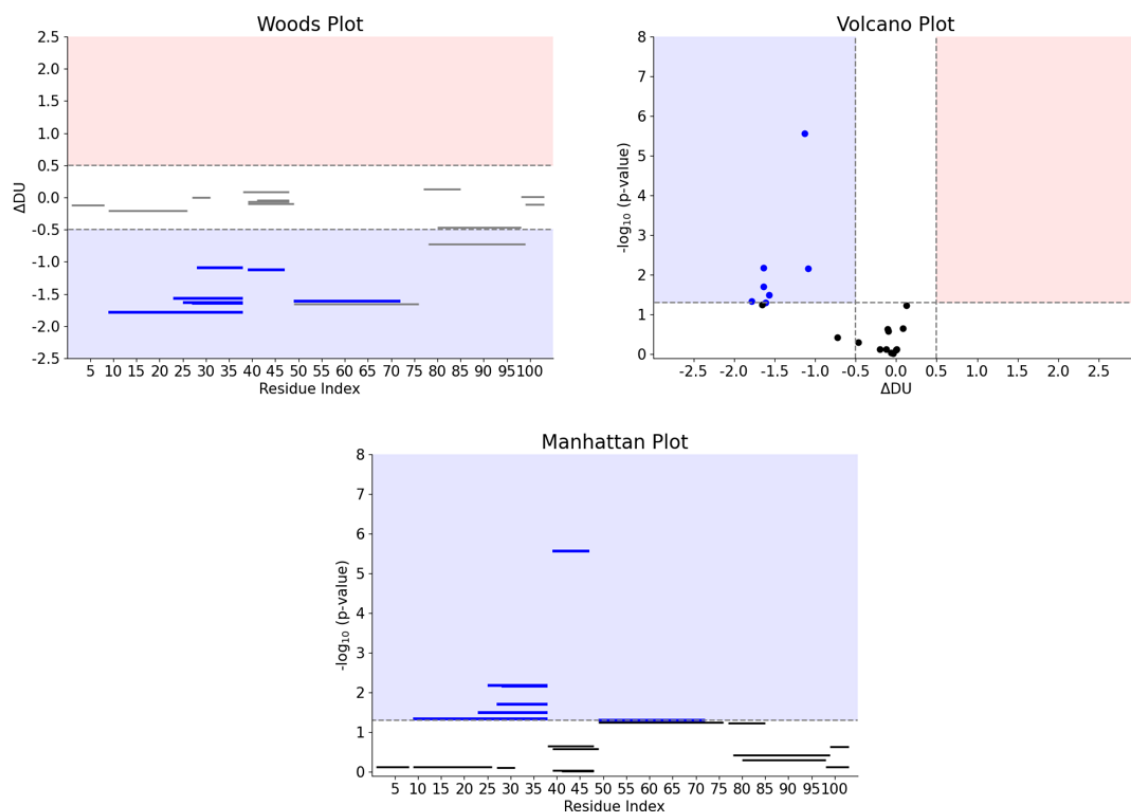 Woods Plot
2.5
2.0
1.5
1.0
0.5
0.0
-0.5
-1.0
-1.5
-2.0
-2.5
ΔDU
5 10 15 20 25 30 35 40 45 50 55 60 65 70 75 80 85 90 95 100
Residue Index
Volcano Plot
8
7
6
5
4
3
2
1
0
-log₁₀ (p-value)
-2.5 -2.0 -1.5 -1.0 -0.5 0.0 0.5 1.0 1.5 2.0 2.5
ΔDU
Manhattan Plot
8
7
6
5
4
3
2
1
0
-log₁₀ (p-value)
5 10 15 20 25 30 35 40 45 50 55 60 65 70 75 80 85 90 95 100
Residue Index